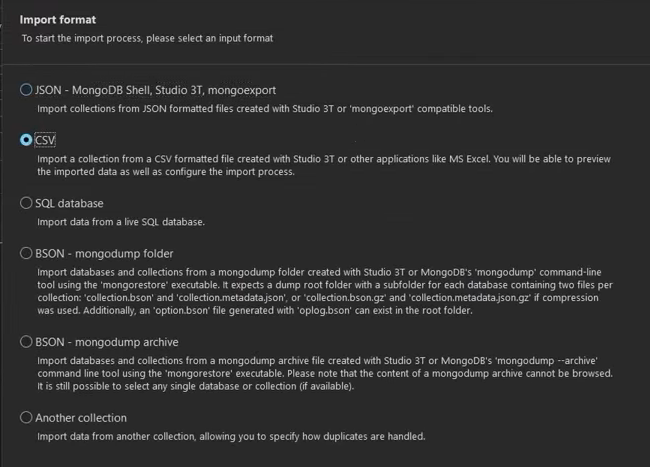 Import format
To start the import process, please select an input format
JSON - MongoDB Shell, Studio 3T, mongoexport
Import collections from JSON formatted files created with Studio 3T or 'mongoexport' compatible tools.
CSV
Import a collection from a CSV formatted file created with Studio 3T or other applications like MS Excel. You will be able to preview
the imported data as well as configure the import process.
SQL database
Import data from a live SQL database.
BSON - mongodump folder
Import databases and collections from a mongodump folder created with Studio 3T or MongoDB's 'mongodump' command-line
tool using the 'mongorestore' executable. It expects a dump root folder with a subfolder for each database containing two files per
collection: 'collection.bson' and 'collection.metadata.json', or 'collection.bson.gz' and 'collection.metadata.json.gz' if compression
was used. Additionally, an 'option.bson' file generated with 'oplog.bson' can exist in the root folder.
BSON - mongodump archive
Import databases and collections from a mongodump archive file created with Studio 3T or MongoDB's 'mongodump --archive'
command line tool using the 'mongorestore' executable. Please note that the content of a mongodump archive cannot be browsed.
It is still possible to select any single database or collection (if available).
Another collection
Import data from another collection, allowing you to specify how duplicates are handled.